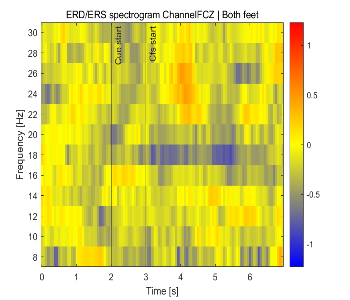 ERD/ERS spectrogram ChannelFCZ | Both feet
Cue start
Cfs start
Frequency [Hz]
30
28
26
24
22
20
18
16
14
12
10
8
0 1 2 3 4 5 6
Time [s]
1
0.5
0
-0.5
-1